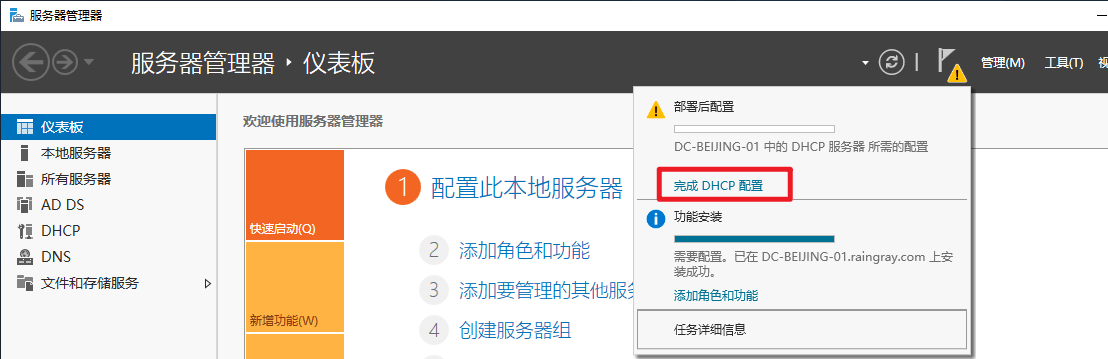 服务器管理器
服务器管理器 · 仪表板
管理(M) 工具(T) 视
仪表板
本地服务器
所有服务器
AD DS
DHCP
DNS
文件和存储服务
欢迎使用服务器管理器
快速启动(Q)
新增功能(W)
1 配置此本地服务器
2 添加角色和功能
3 添加要管理的其他服务
4 创建服务器组
部署后配置
DC-BEIJING-01 中的 DHCP 服务器 所需的配置
完成 DHCP 配置
功能安装
需要配置。已在 DC-BEIJING-01.raingray.com 上安
装成功。
添加角色和功能
任务详细信息